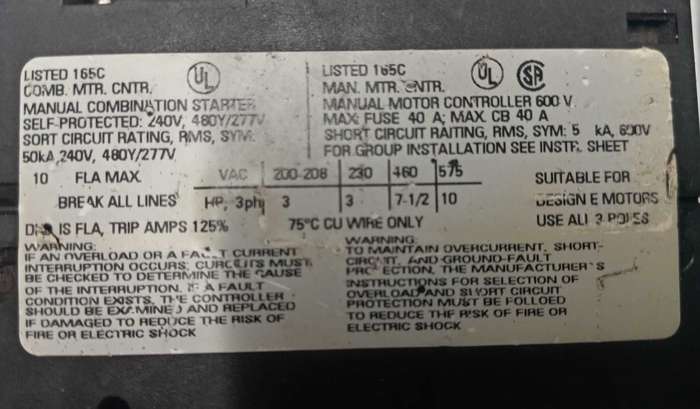 LISTED 165C
COMB. MTR. CNTR.
UL
MANUAL COMBINATION STARTER
SELF-PROTECTED: 240V, 480Y/277V
SORT CIRCUIT RATING, RMS, SYM:
50kA,240V, 480Y/277V
LISTED 165C
MAN. MTR. CNTR.
UL SA
MANUAL MOTOR CONTROLLER 600 V
MAX: FUSE 40 A; MAX. CB 40 A
SHORT CIRCUIT RAITING, RMS, SYM: 5 kA, 600V
FOR GROUP INSTALLATION SEE INSTR. SHEET
10 FLA MAX. VAC 200-208 230 460 575 SUITABLE FOR
BREAK ALL LINES HP, 3ph 3 3 7-1/2 10 DESIGN E MOTORS
IS FLA, TRIP AMPS 125% 75°C CU WIRE ONLY USE ALL 3 POLES
WARNING:
IF AN OVERLOAD OR A FAULT CURRENT
INTERRUPTION OCCURS, CIRCUITS MUST
BE CHECKED TO DETERMINE THE CAUSE
OF THE INTERRUPTION. IF A FAULT
CONDITION EXISTS, THE CONTROLLER
SHOULD BE EXAMINED AND REPLACED
IF DAMAGED TO REDUCE THE RISK OF
FIRE OR ELECTRIC SHOCK
WARNING:
TO MAINTAIN OVERCURRENT, SHORT-
CIRCUIT, AND GROUND-FAULT
PROTECTION, THE MANUFACTURER'S
INSTRUCTIONS FOR SELECTION OF
OVERLOAD AND SHORT CIRCUIT
PROTECTION MUST BE FOLLOED
TO REDUCE THE RISK OF FIRE OR
ELECTRIC SHOCK